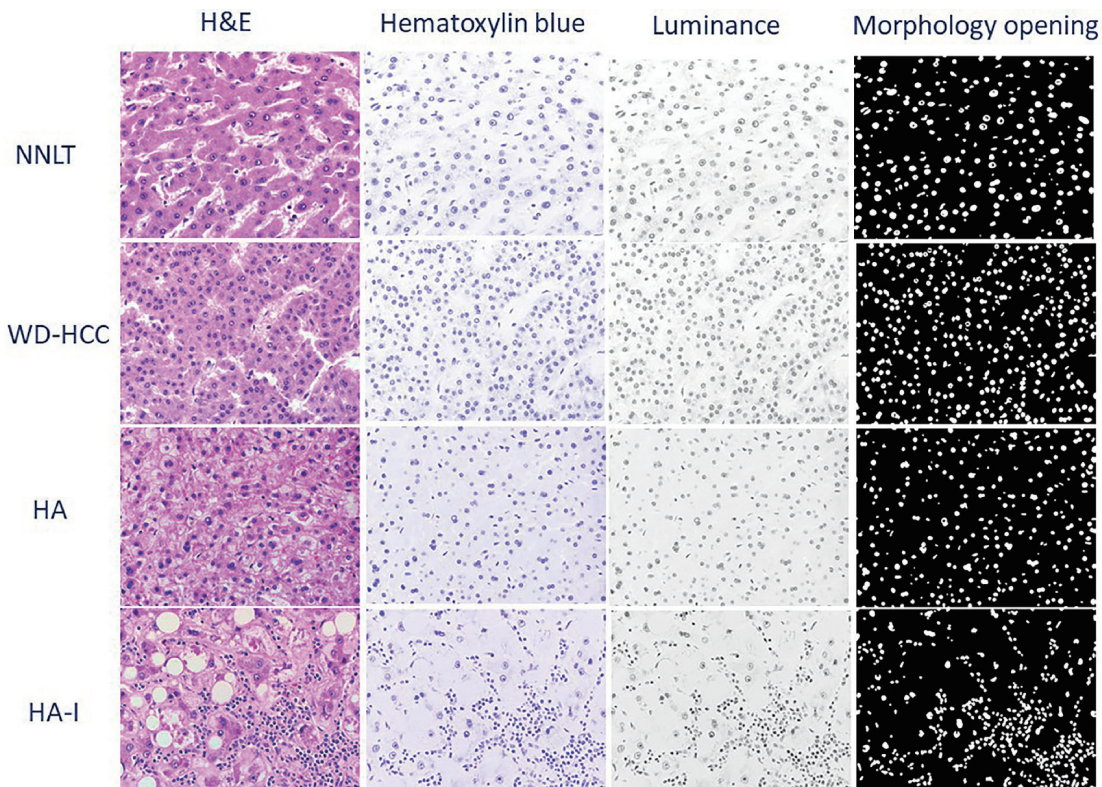 H&E
Hematoxylin blue
Luminance
Morphology opening
NNLT
WD-HCC
HA
HA-I